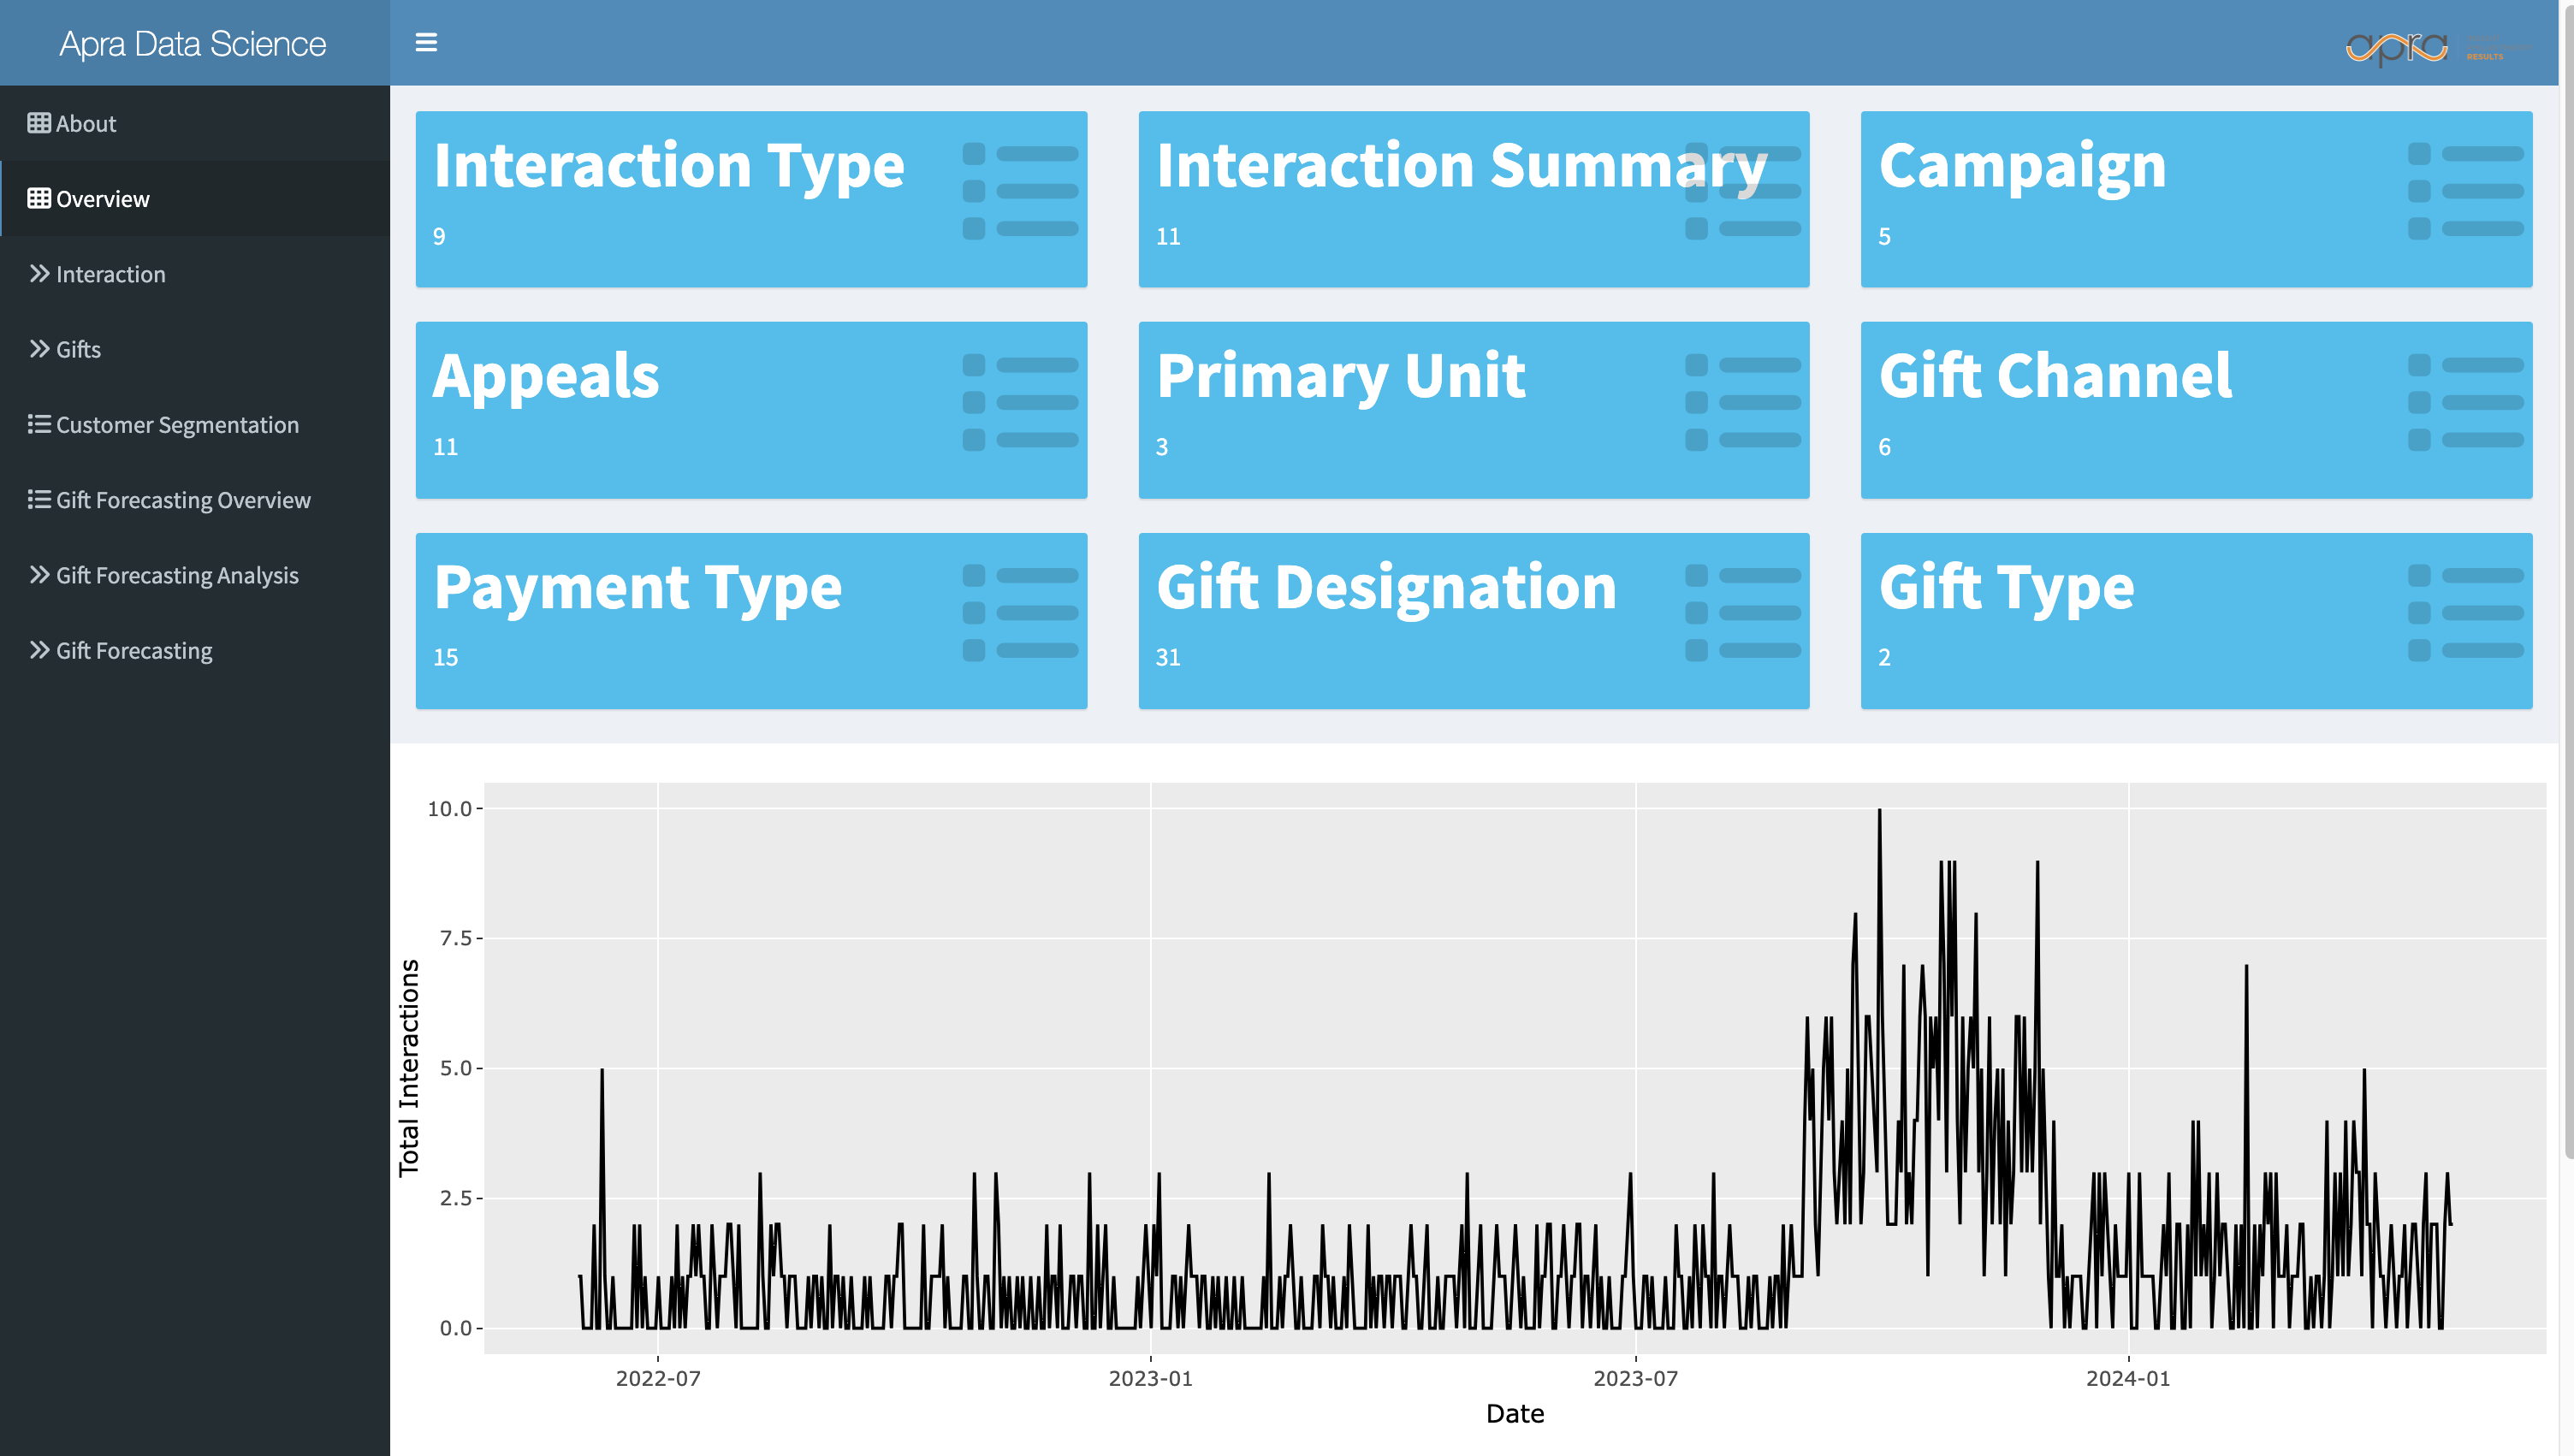 Apra Data Science
apra
RESULTS
About
Overview
Interaction
Gifts
Customer Segmentation
Gift Forecasting Overview
Gift Forecasting Analysis
Gift Forecasting
Interaction Type
9
Interaction Summary
11
Campaign
5
Appeals
11
Primary Unit
3
Gift Channel
6
Payment Type
15
Gift Designation
31
Gift Type
2
Total Interactions
10.0
7.5
5.0
2.5
0.0
2022-07
2023-01
2023-07
2024-01
Date